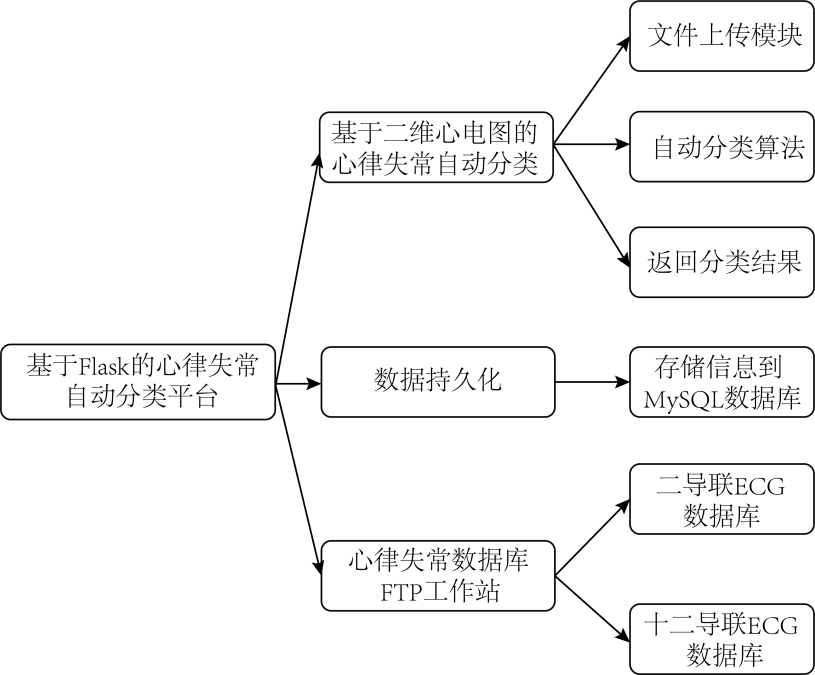 文件上传模块
基于二维心电图的
心律失常自动分类
自动分类算法
返回分类结果
基于Flask的心律失常
自动分类平台
数据持久化
存储信息到
MySQL数据库
心律失常数据库
FTP工作站
二导联ECG
数据库
十二导联ECG
数据库